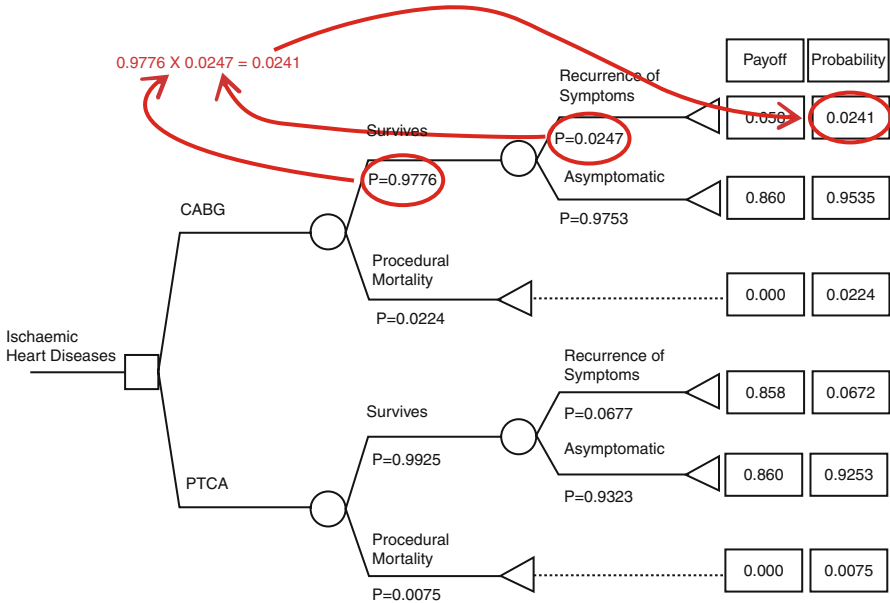 0.9776 X 0.0247 = 0.0241
Payoff
Probability
Recurrence of
Symptoms
P=0.0247
0.058
0.0241
Survives
P=0.9776
Asymptomatic
P=0.9753
0.860
0.9535
CABG
Procedural
Mortality
P=0.0224
0.000
0.0224
Ischaemic
Heart Diseases
Recurrence of
Symptoms
P=0.0677
0.858
0.0672
Survives
P=0.9925
Asymptomatic
P=0.9323
0.860
0.9253
PTCA
Procedural
Mortality
P=0.0075
0.000
0.0075